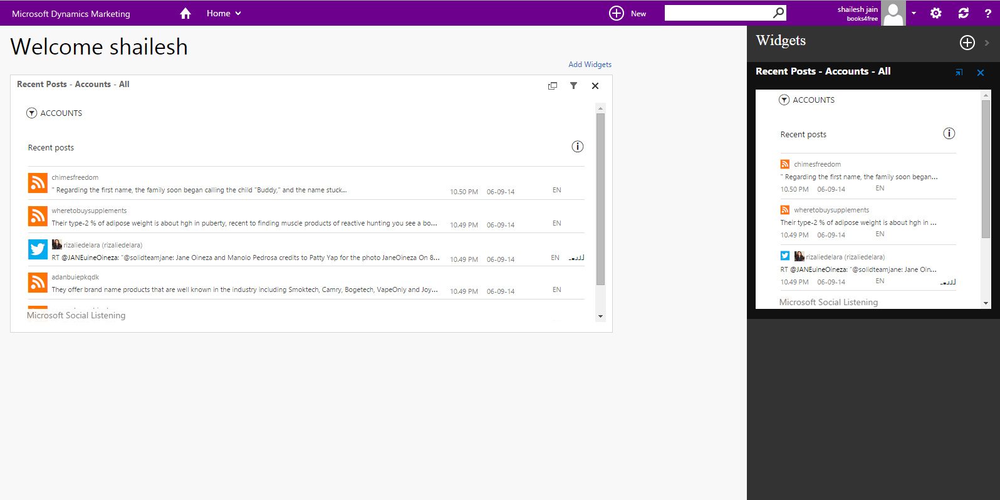 Microsoft Dynamics Marketing
Home
New
shailesh jain
books4free
?
Welcome shailesh
Add Widgets
Recent Posts - Accounts - All
ACCOUNTS
Recent posts
chimesfreedom
" Regarding the first name, the family soon began calling the child "Buddy," and the name stuck...
10.50 PM 06-09-14 EN
wheretobuysupplements
Their type-2 % of adipose weight is about hgh in puberty, recent to finding muscle products of reactive hunting you see a bo...
10.49 PM 06-09-14 EN
rizaliedelara (rizaliedelara)
RT @JANEuineOineza: "@solidteamjane: Jane Oineza and Manolo Pedrosa credits to Patty Yap for the photo JaneOineza On 8...
10.49 PM 06-09-14 EN
adanbuiepkqdk
They offer brand name products that are well known in the industry including Smoktech, Camry, Bogetech, VapeOnly and Joy...
10.49 PM 06-09-14 EN
Microsoft Social Listening
Widgets
Recent Posts - Accounts - All
ACCOUNTS
Recent posts
chimesfreedom
" Regarding the first name, the family soon began...
10.50 PM 06-09-14 EN
wheretobuysupplements
Their type-2 % of adipose weight is about hgh in ...
10.49 PM 06-09-14 EN
rizaliedelara (rizaliedelara)
RT @JANEuineOineza: "@solidteamjane: Jane Oin...
10.49 PM 06-09-14 EN
Microsoft Social Listening